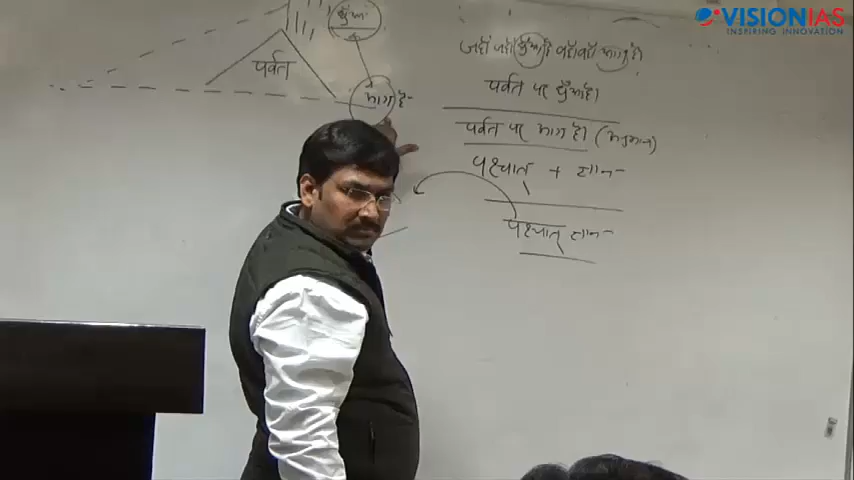 VISIONIAS
INSPIRING INNOVATION
धुँआ
पर्वत
आग है-
जहाँ जहाँ धुँआ है वहाँ वहाँ आग है
पर्वत पर धुँआ है।
पर्वत पर आग है। (अनुमान)
पश्चात् + ज्ञान
पश्चात् ज्ञान